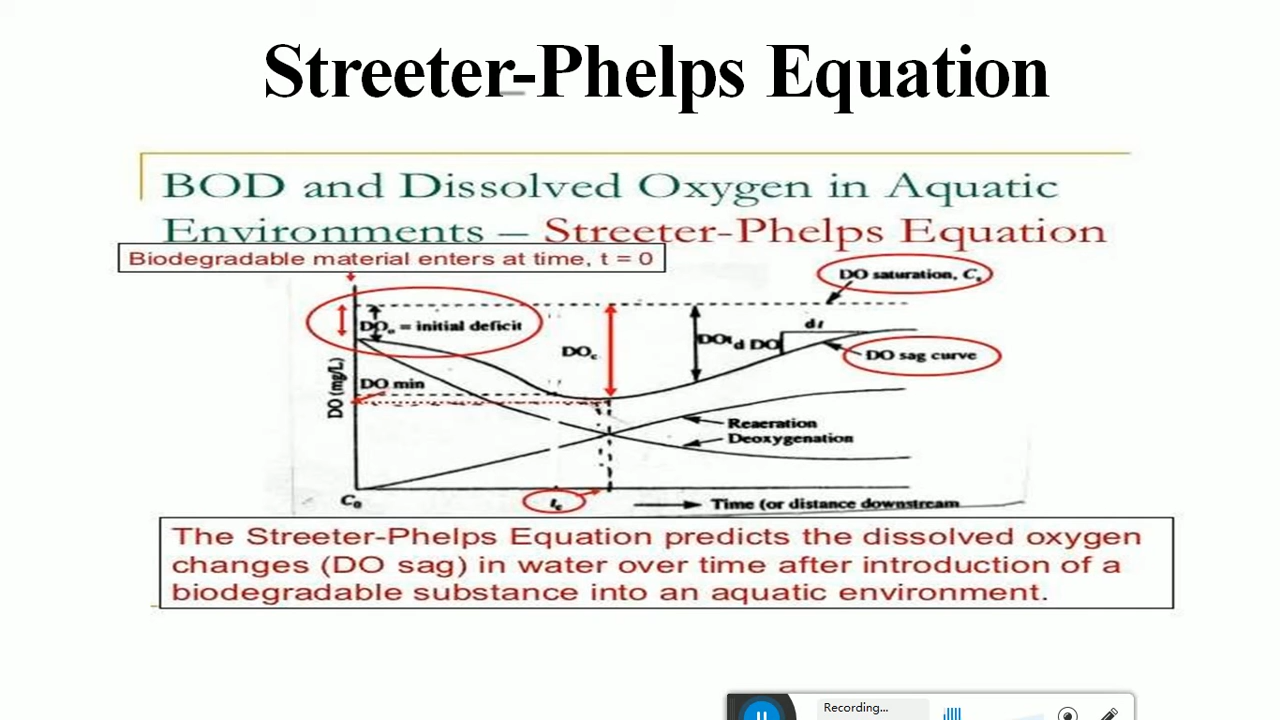 Streeter-Phelps Equation
BOD and Dissolved Oxygen in Aquatic
Environments – Streeter-Phelps Equation
Biodegradable material enters at time, t = 0
DO saturation, Cs
DOo = initial deficit
dt
DOc
DOt
d DO
DO sag curve
DO min
DO (mg/L)
Reaeration
Deoxygenation
C0
tc
Time (or distance downstream
The Streeter-Phelps Equation predicts the dissolved oxygen
changes (DO sag) in water over time after introduction of a
biodegradable substance into an aquatic environment.
Recording...